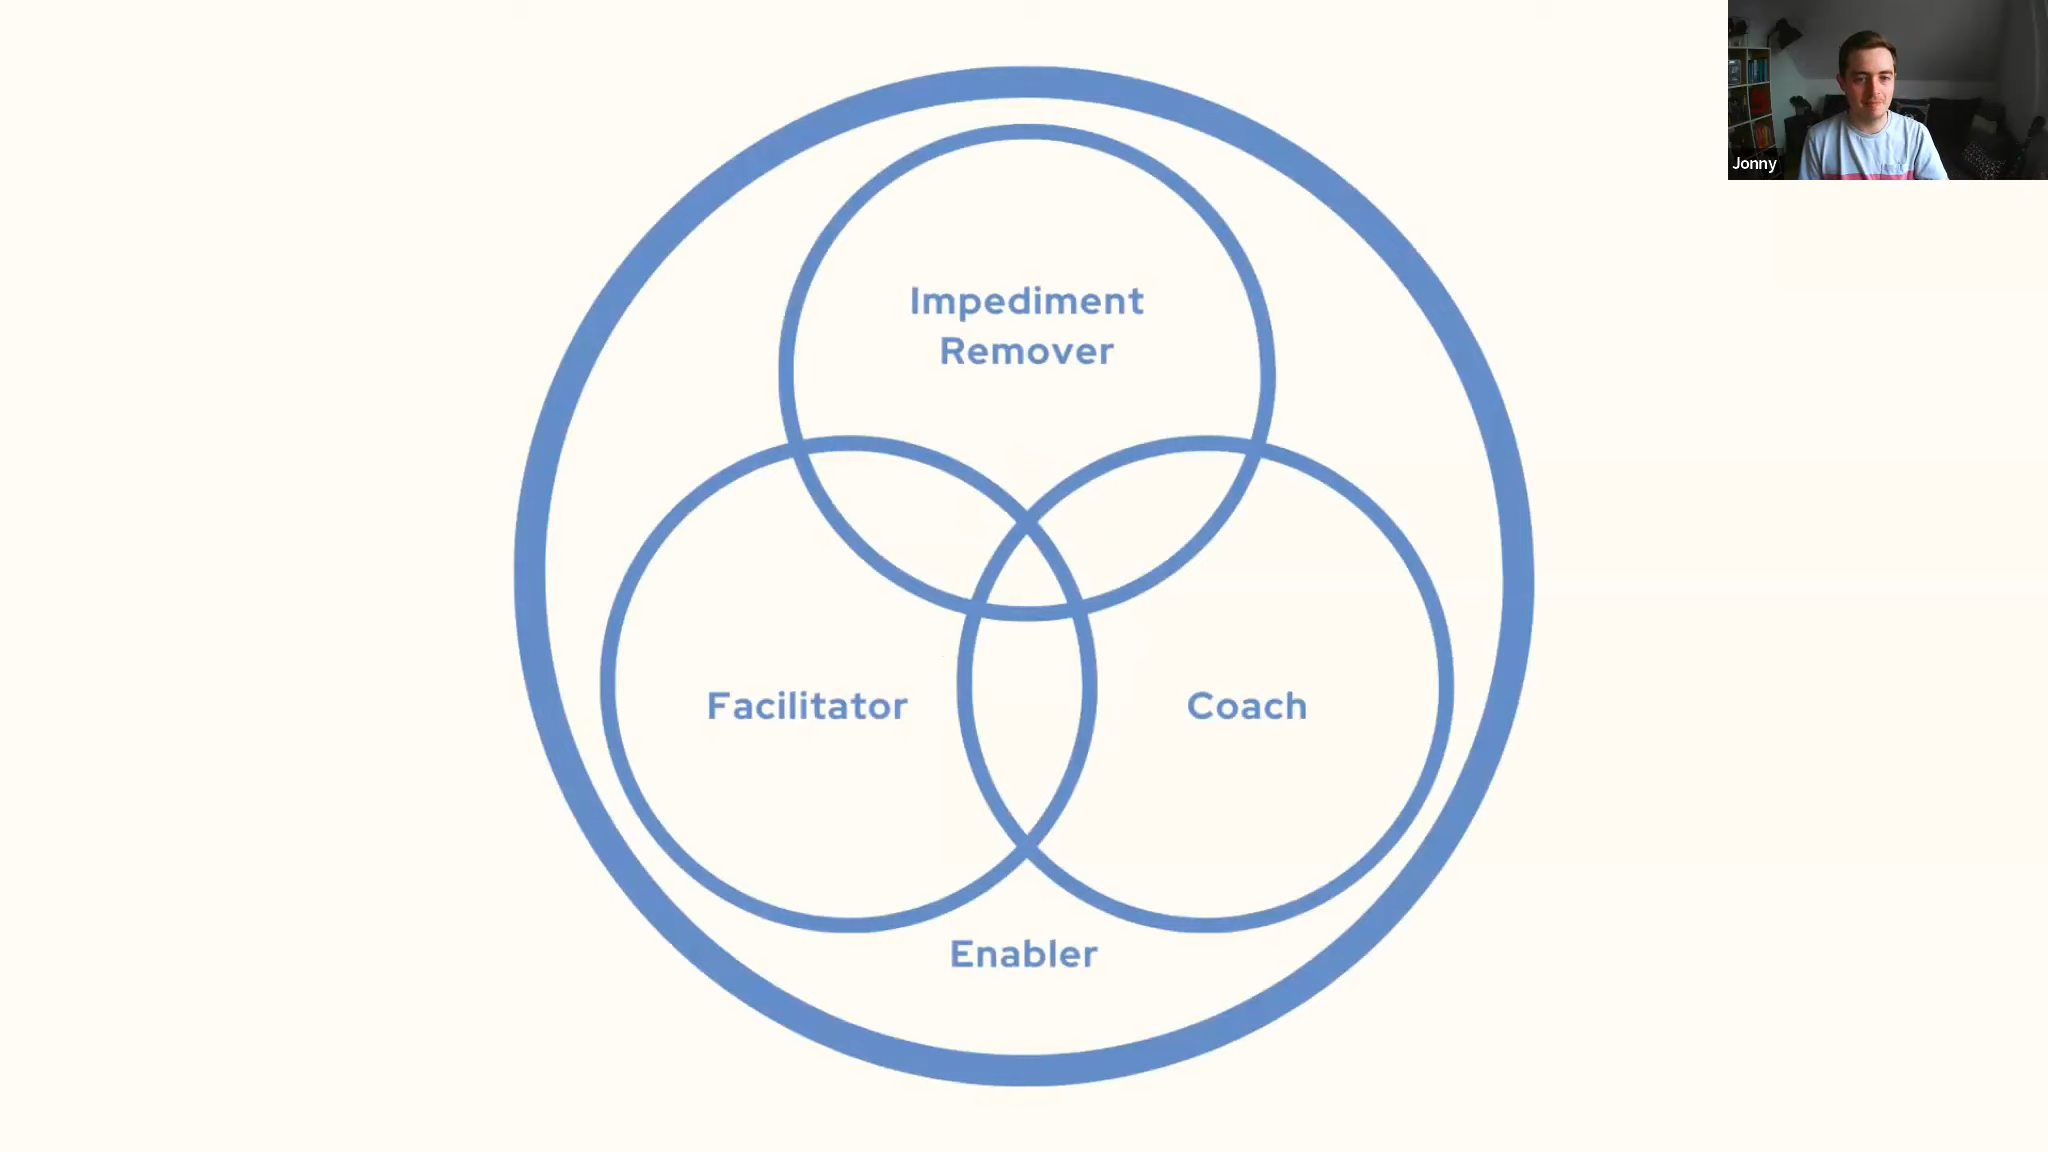 Jonny
Impediment
Remover
Facilitator
Coach
Enabler